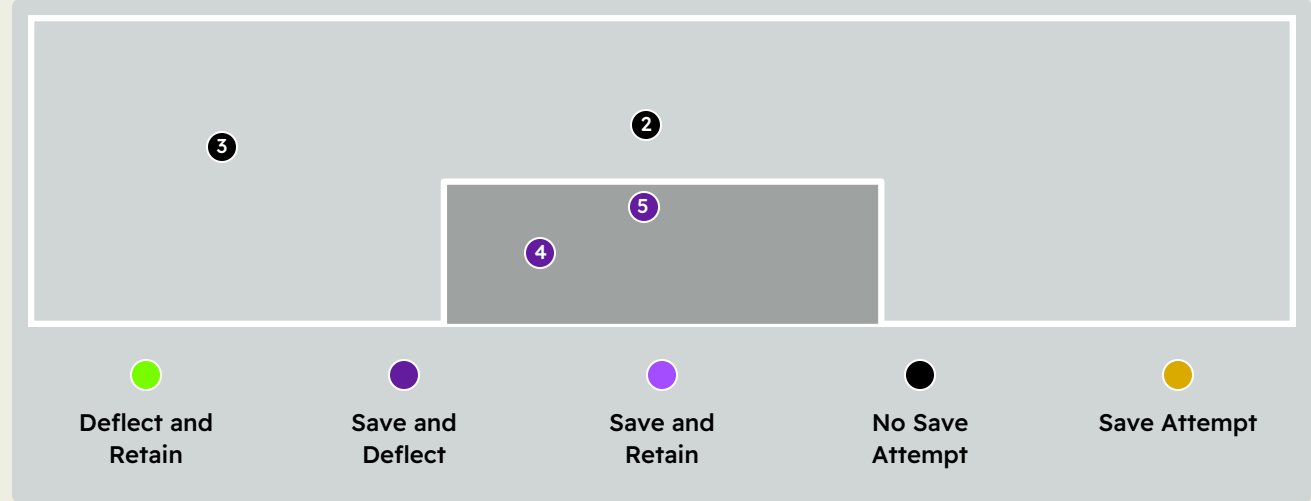 2
3
5
4
Deflect and
Retain
Save and
Deflect
Save and
Retain
No Save
Attempt
Save Attempt